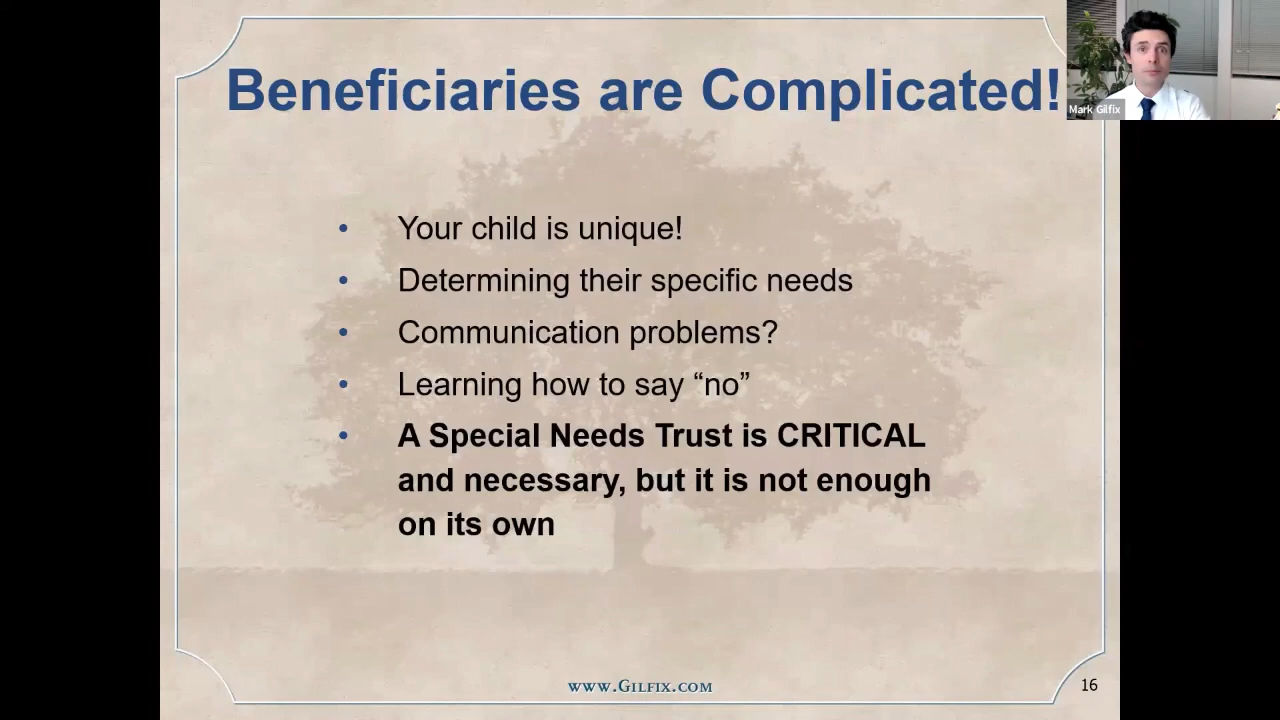 Beneficiaries are Complicated!
Mark Gilfix
• Your child is unique!
• Determining their specific needs
• Communication problems?
• Learning how to say “no”
• A Special Needs Trust is CRITICAL
and necessary, but it is not enough
on its own
www.Gilfix.com
16